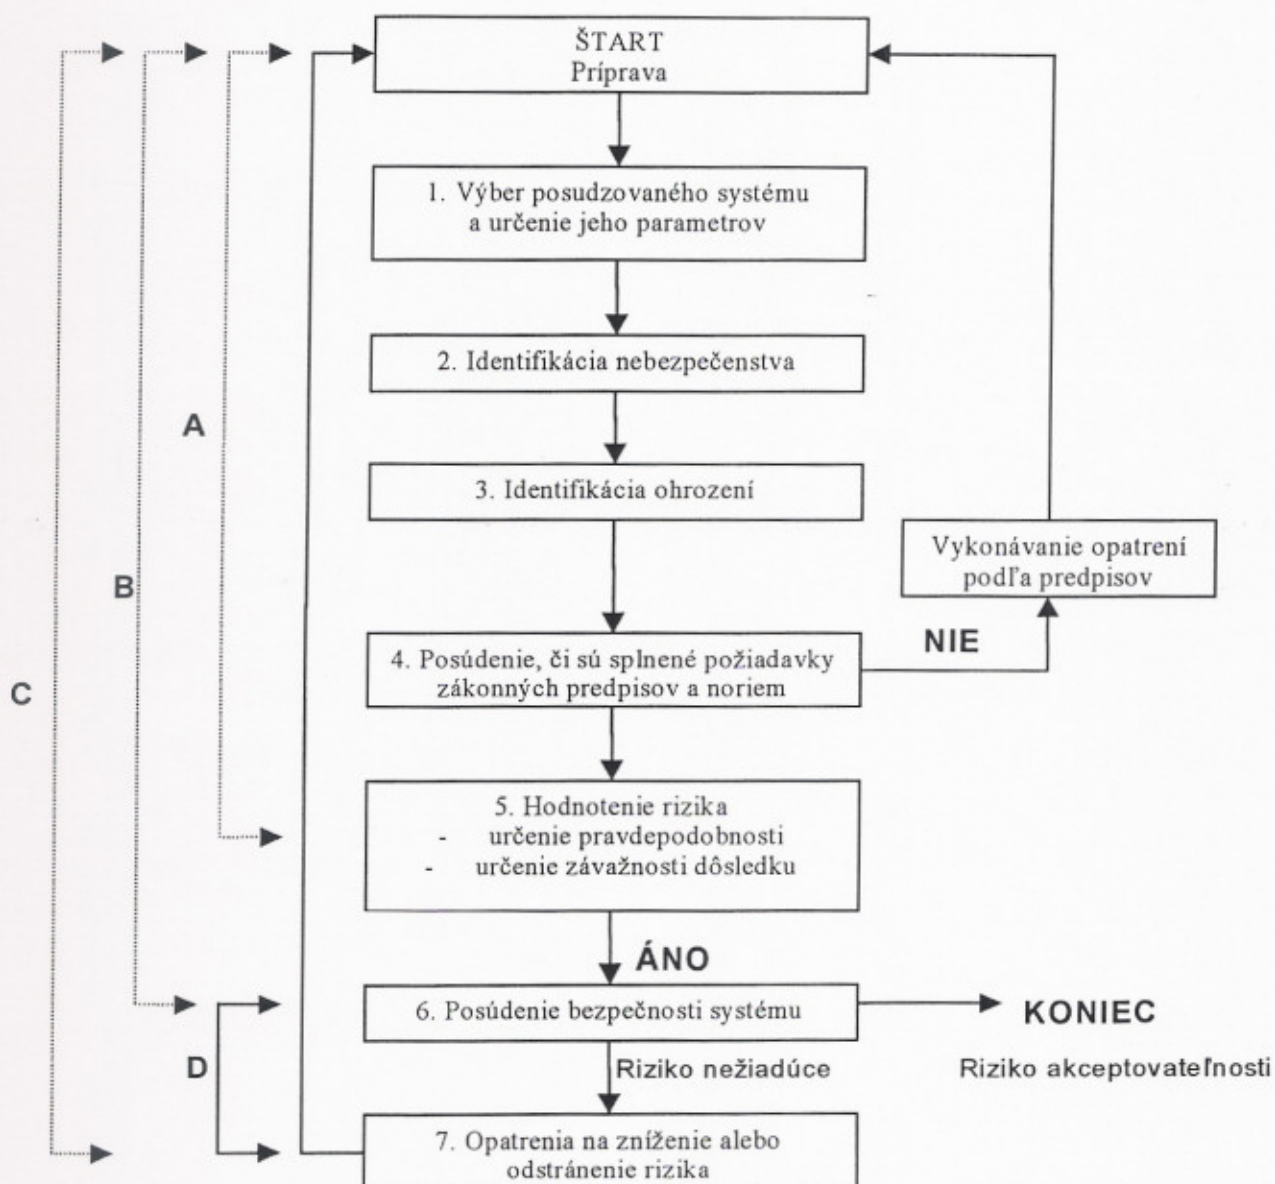 ŠTART
Príprava
1. Výber posudzovaného systému
a určenie jeho parametrov
2. Identifikácia nebezpečenstva
A
3. Identifikácia ohrození
Vykonávanie opatrení
podľa predpisov
B
NIE
4. Posúdenie, či sú splnené požiadavky
zákonných predpisov a noriem
C
5. Hodnotenie rizika
- určenie pravdepodobnosti
- určenie závažnosti dôsledku
ÁNO
6. Posúdenie bezpečnosti systému
KONIEC
D
Riziko nežiadúce
Riziko akceptovateľnosti
7. Opatrenia na zníženie alebo
odstránenie rizika